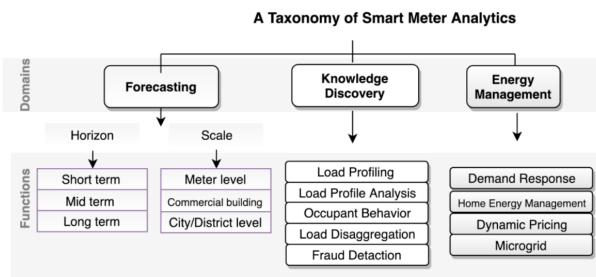 A Taxonomy of Smart Meter Analytics
Domains
Forecasting
Knowledge
Discovery
Energy
Management
Horizon
Scale
Functions
Short term
Mid term
Long term
Meter level
Commercial building
City/District level
Load Profiling
Load Profile Analysis
Occupant Behavior
Load Disaggregation
Fraud Detaction
Demand Response
Home Energy Management
Dynamic Pricing
Microgrid